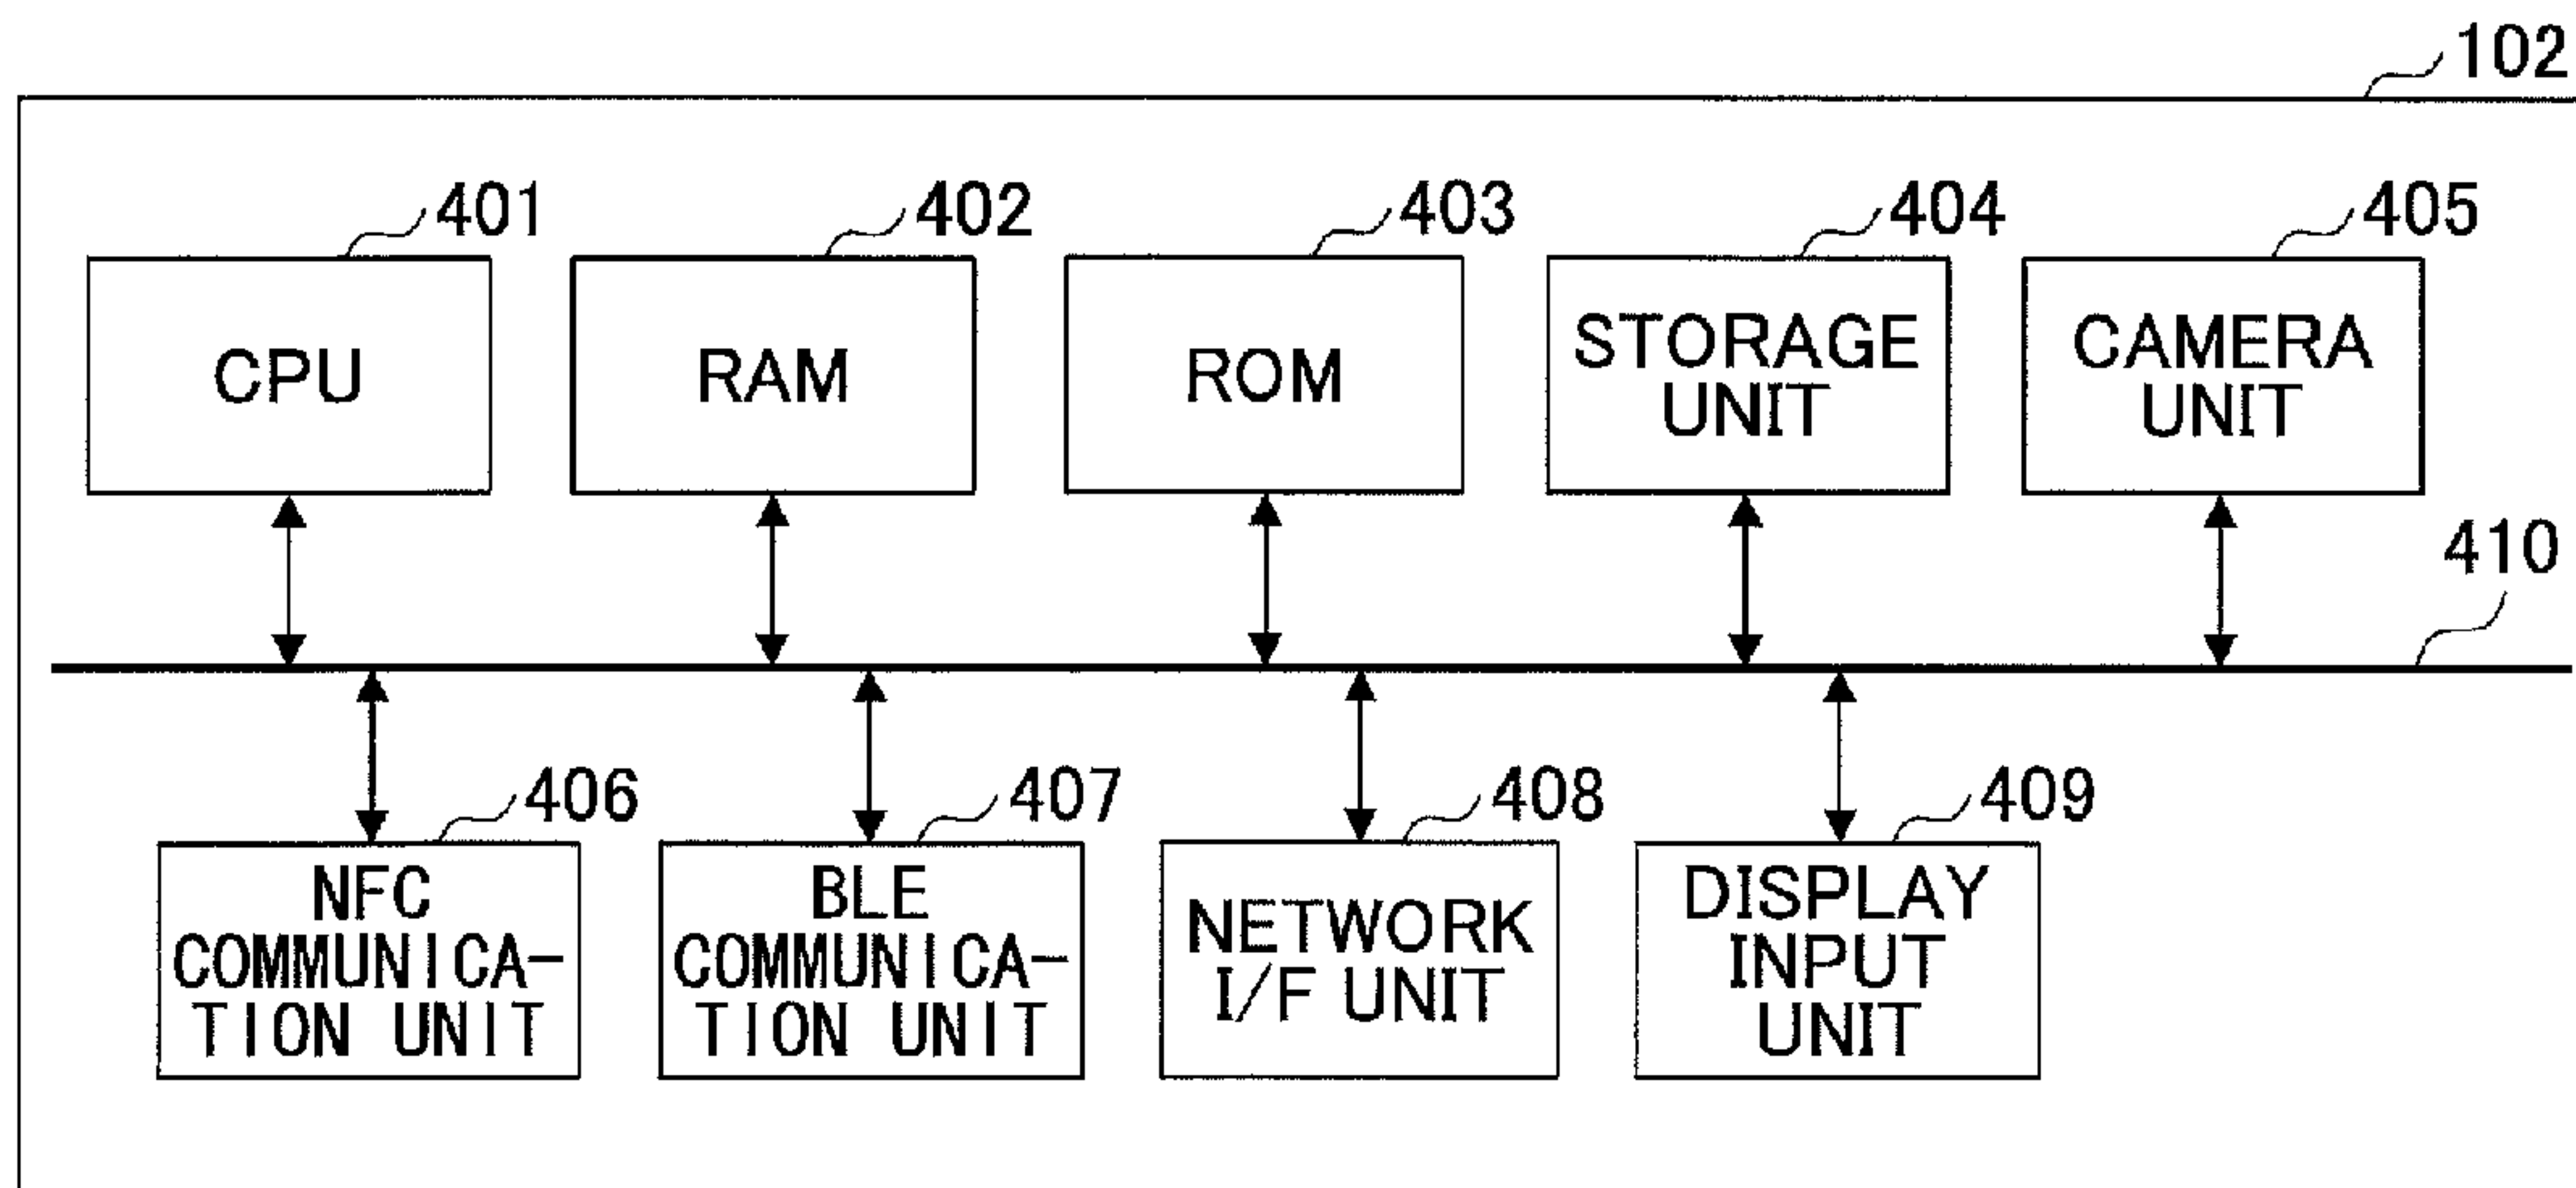 102
401
402
403
404
405
CPU
RAM
ROM
STORAGE
UNIT
CAMERA
UNIT
410
406
407
408
409
NFC
COMMUNICA-
TION UNIT
BLE
COMMUNICA-
TION UNIT
NETWORK
I/F UNIT
DISPLAY
INPUT
UNIT